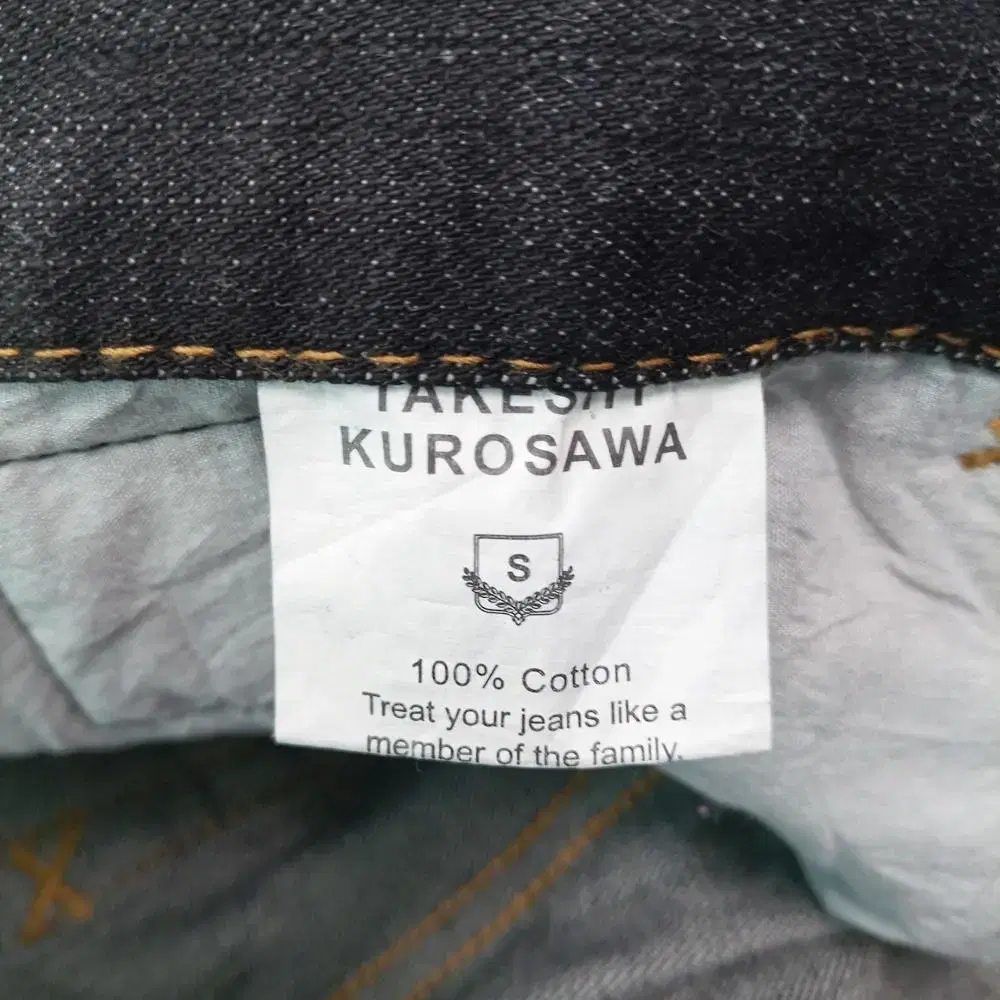 TAKESHI
KUROSAWA
S
100% Cotton
Treat your jeans like a
member of the family.